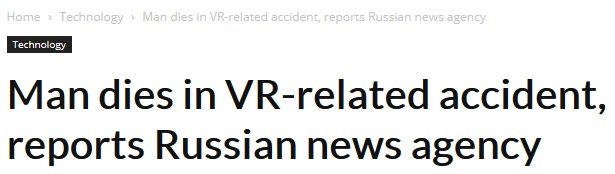 Home › Technology › Man dies in VR-related accident, reports Russian news agency
Technology
Man dies in VR-related accident,
reports Russian news agency